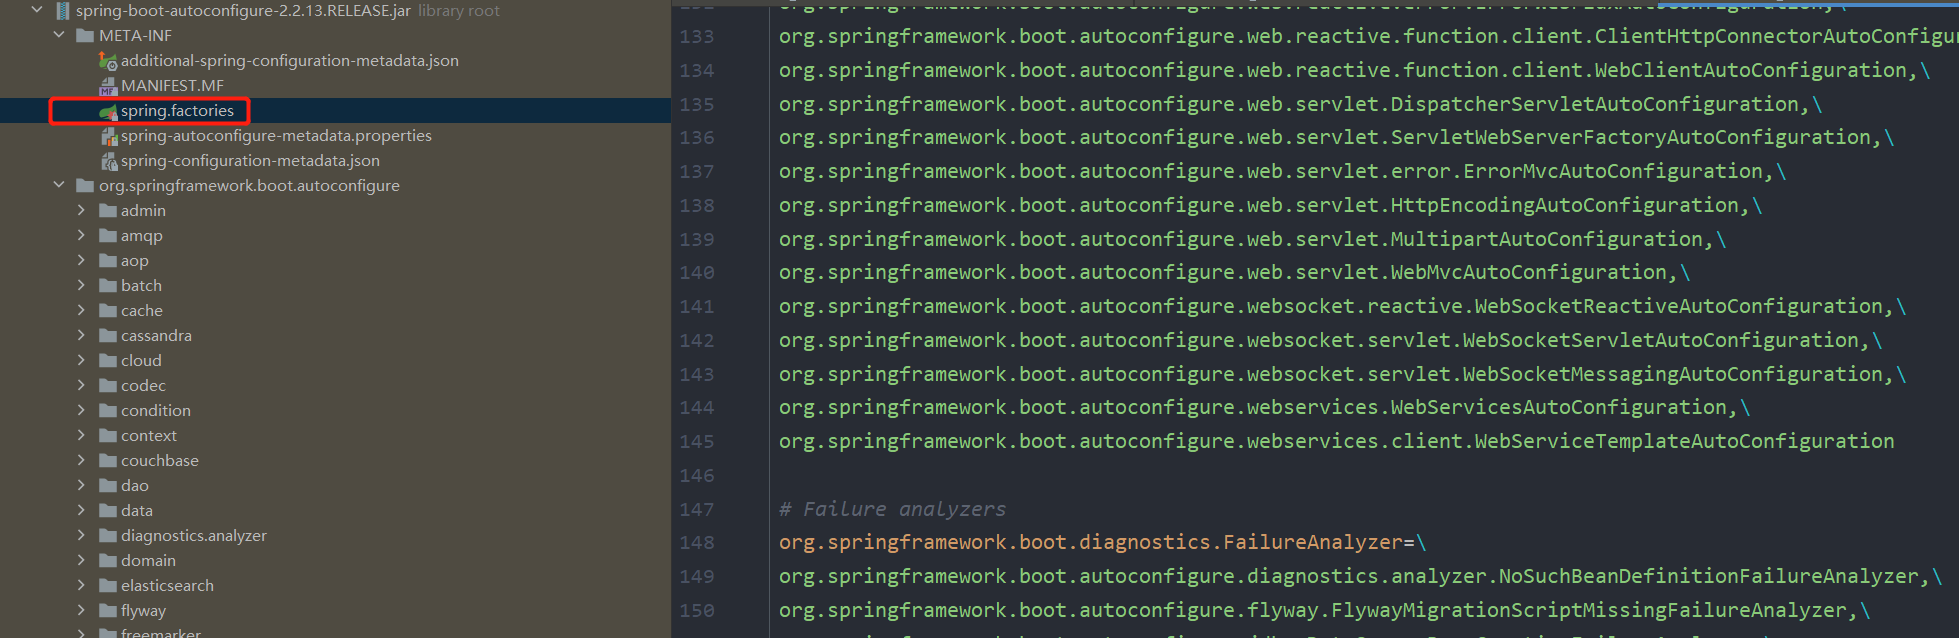 spring-boot-autoconfigure-2.2.13.RELEASE.jar library root
META-INF
additional-spring-configuration-metadata.json
MANIFEST.MF
spring.factories
spring-autoconfigure-metadata.properties
spring-configuration-metadata.json
org.springframework.boot.autoconfigure
admin
amqp
aop
batch
cache
cassandra
cloud
codec
condition
context
couchbase
dao
data
diagnostics.analyzer
domain
elasticsearch
flyway
freemarker
133 org.springframework.boot.autoconfigure.web.reactive.function.client.ClientHttpConnectorAutoConfigu
134 org.springframework.boot.autoconfigure.web.reactive.function.client.WebClientAutoConfiguration,\
135 org.springframework.boot.autoconfigure.web.servlet.DispatcherServletAutoConfiguration,\
136 org.springframework.boot.autoconfigure.web.servlet.ServletWebServerFactoryAutoConfiguration,\
137 org.springframework.boot.autoconfigure.web.servlet.error.ErrorMvcAutoConfiguration,\
138 org.springframework.boot.autoconfigure.web.servlet.HttpEncodingAutoConfiguration,\
139 org.springframework.boot.autoconfigure.web.servlet.MultipartAutoConfiguration,\
140 org.springframework.boot.autoconfigure.web.servlet.WebMvcAutoConfiguration,\
141 org.springframework.boot.autoconfigure.websocket.reactive.WebSocketReactiveAutoConfiguration,\
142 org.springframework.boot.autoconfigure.websocket.servlet.WebSocketServletAutoConfiguration,\
143 org.springframework.boot.autoconfigure.websocket.servlet.WebSocketMessagingAutoConfiguration,\
144 org.springframework.boot.autoconfigure.webservices.WebServicesAutoConfiguration,\
145 org.springframework.boot.autoconfigure.webservices.client.WebServiceTemplateAutoConfiguration
146
147 # Failure analyzers
148 org.springframework.boot.diagnostics.FailureAnalyzer=\
149 org.springframework.boot.autoconfigure.diagnostics.analyzer.NoSuchBeanDefinitionFailureAnalyzer,\
150 org.springframework.boot.autoconfigure.flyway.FlywayMigrationScriptMissingFailureAnalyzer,\